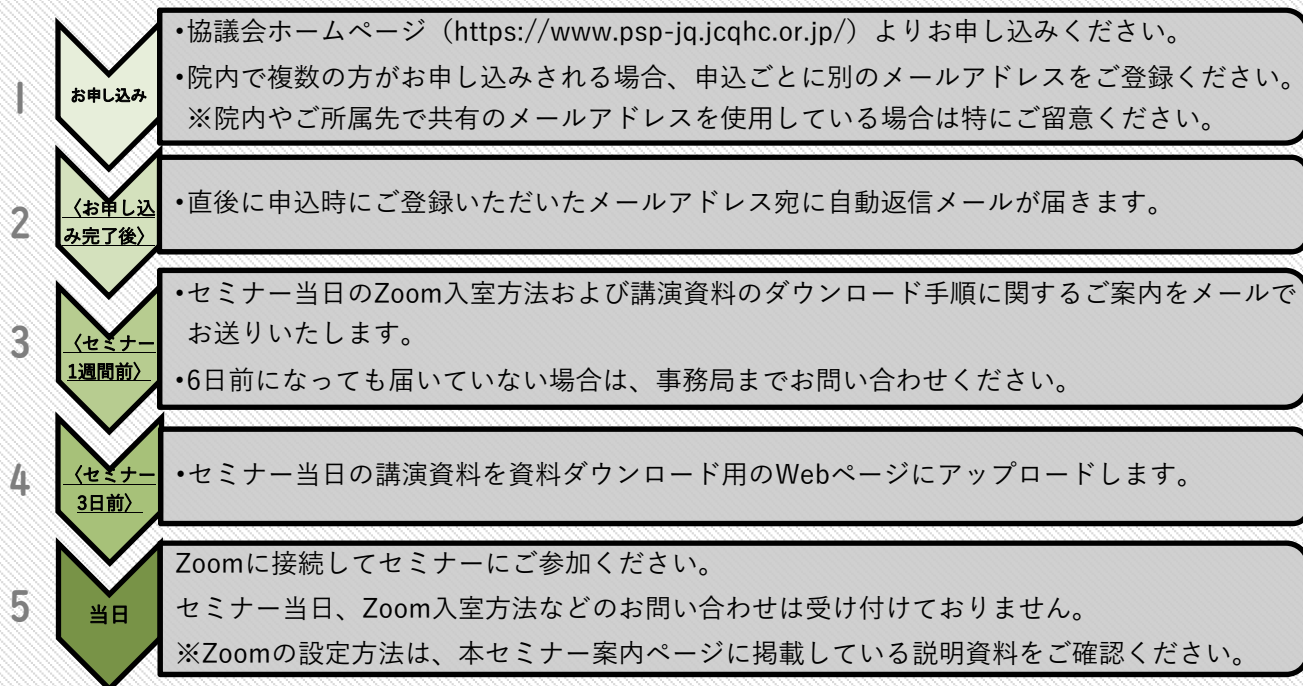 1
お申し込み
•協議会ホームページ（https://www.psp-jq.jcqhc.or.jp/）よりお申し込みください。
•院内で複数の方がお申し込みされる場合、申込ごとに別のメールアドレスをご登録ください。
※院内やご所属先で共有のメールアドレスを使用している場合は特にご留意ください。
2
〈お申し込
み完了後〉
•直後に申込時にご登録いただいたメールアドレス宛に自動返信メールが届きます。
3
〈セミナー
1週間前〉
•セミナー当日のZoom入室方法および講演資料のダウンロード手順に関するご案内をメールで
お送りいたします。
•6日前になっても届いていない場合は、事務局までお問い合わせください。
4
〈セミナー
3日前〉
•セミナー当日の講演資料を資料ダウンロード用のWebページにアップロードします。
5
当日
Zoomに接続してセミナーにご参加ください。
セミナー当日、Zoom入室方法などのお問い合わせは受け付けておりません。
※Zoomの設定方法は、本セミナー案内ページに掲載している説明資料をご確認ください。